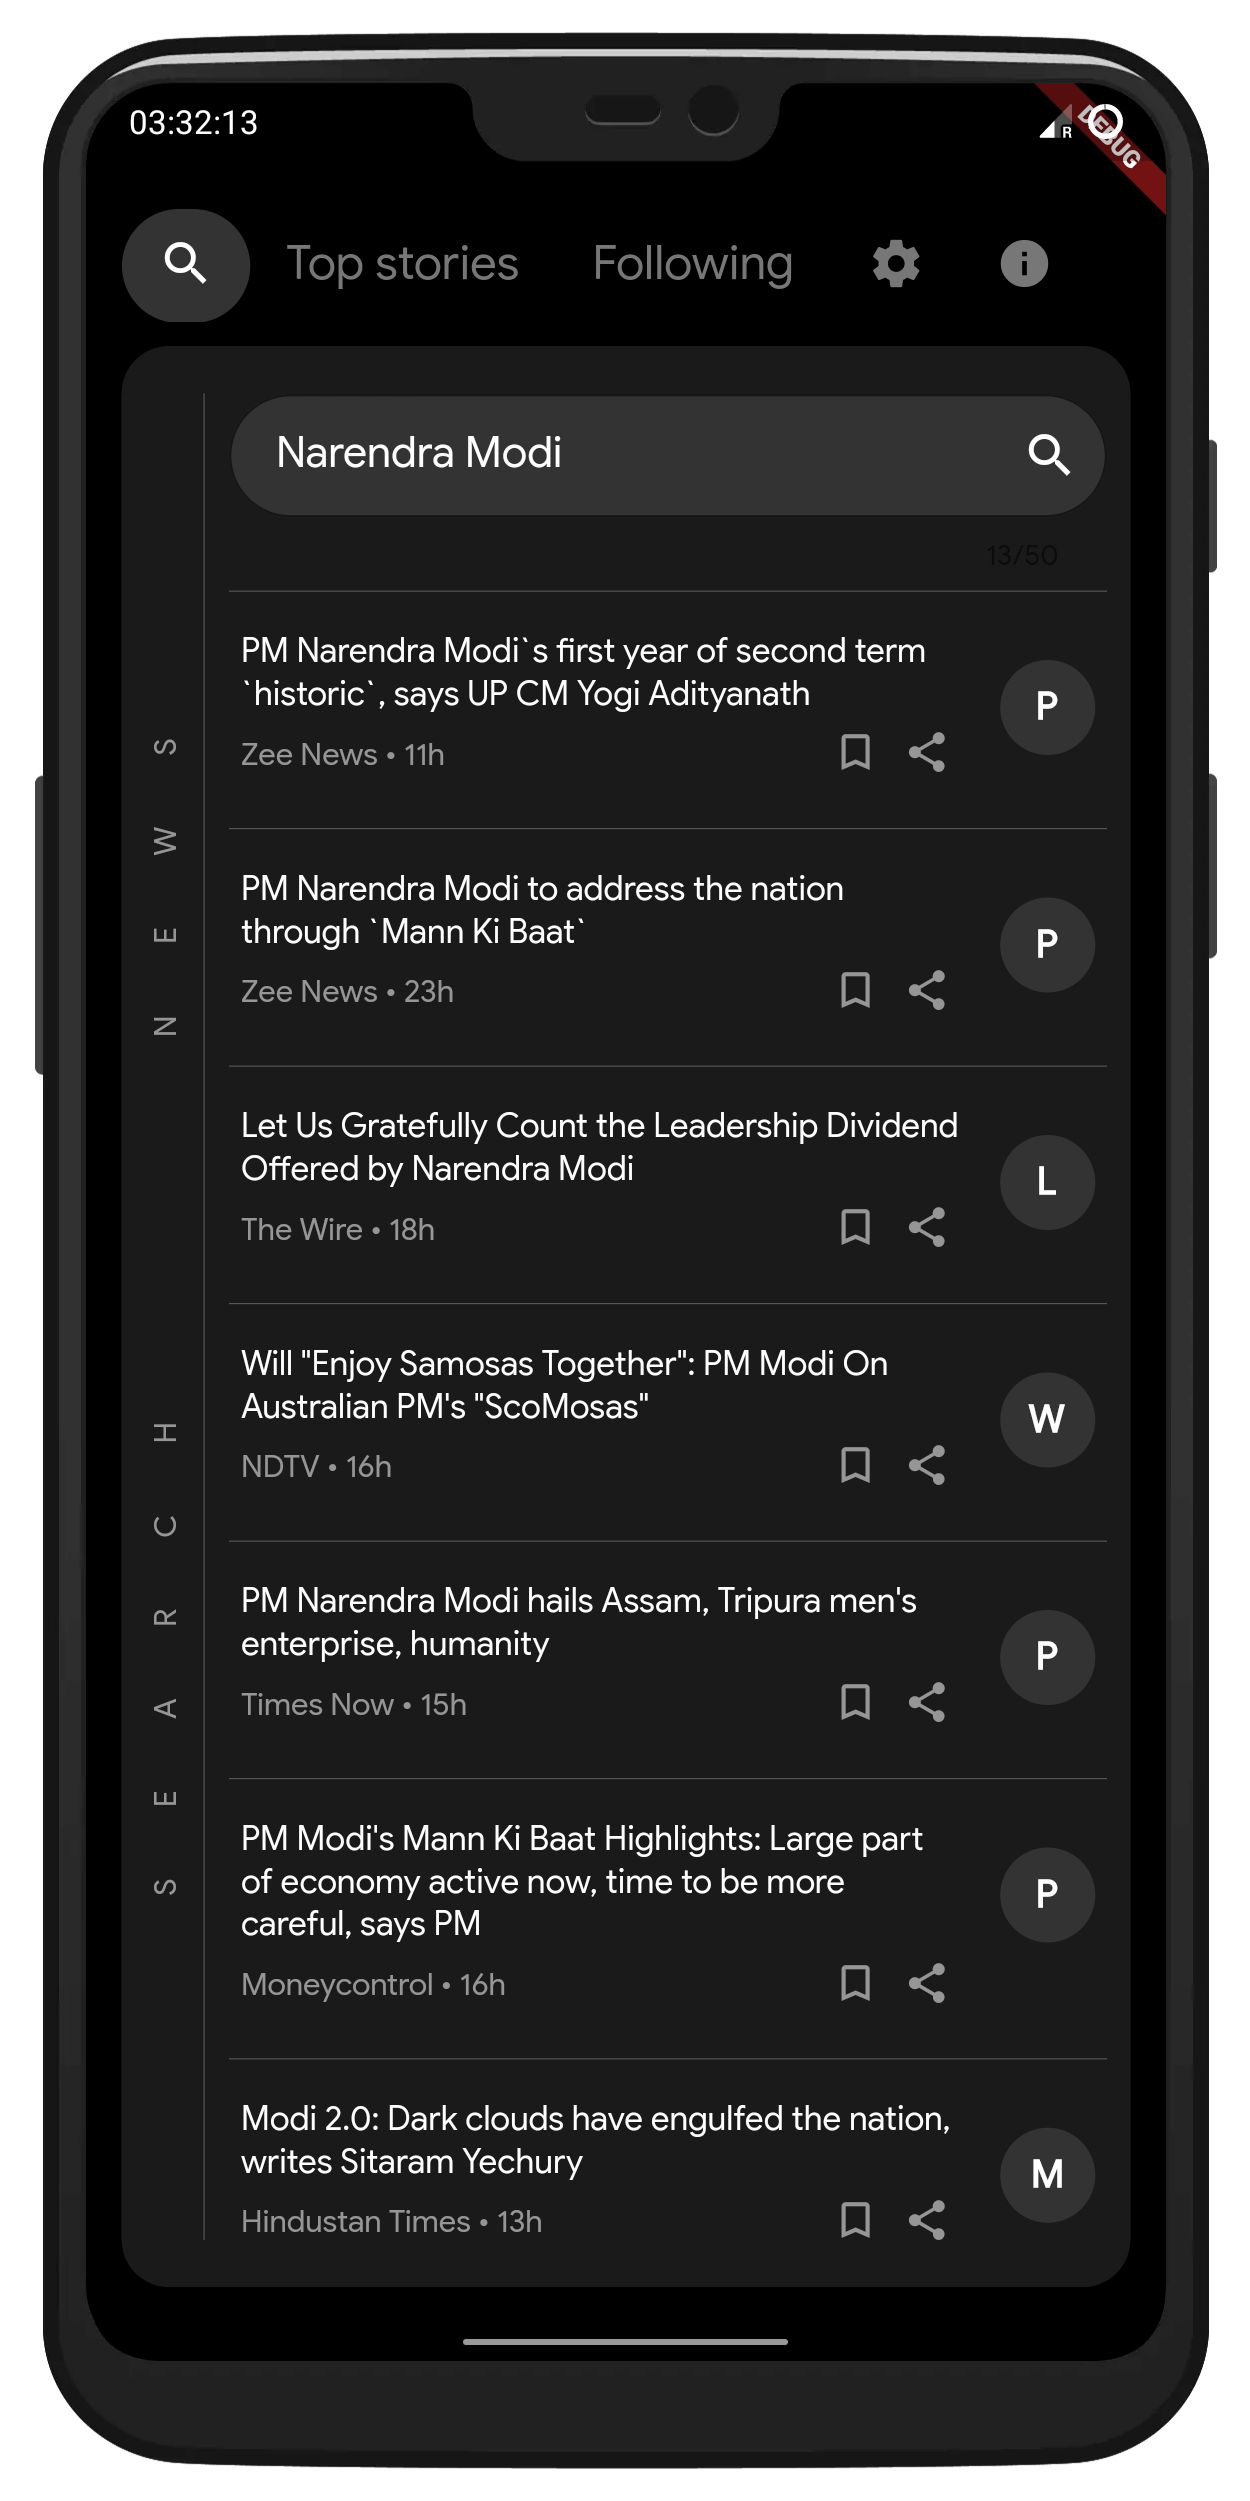 03:32:13
R
DEBUG
Top stories Following
Narendra Modi
13/50
PM Narendra Modi`s first year of second term
`historic`, says UP CM Yogi Adityanath
P
Zee News • 11h
PM Narendra Modi to address the nation
through `Mann Ki Baat`
P
Zee News • 23h
Let Us Gratefully Count the Leadership Dividend
Offered by Narendra Modi
L
The Wire • 18h
Will "Enjoy Samosas Together": PM Modi On
Australian PM's "ScoMosas"
W
NDTV • 16h
PM Narendra Modi hails Assam, Tripura men's
enterprise, humanity
P
Times Now • 15h
PM Modi's Mann Ki Baat Highlights: Large part
of economy active now, time to be more
careful, says PM
P
Moneycontrol • 16h
Modi 2.0: Dark clouds have engulfed the nation,
writes Sitaram Yechury
M
Hindustan Times • 13h
SEARCH NEWS